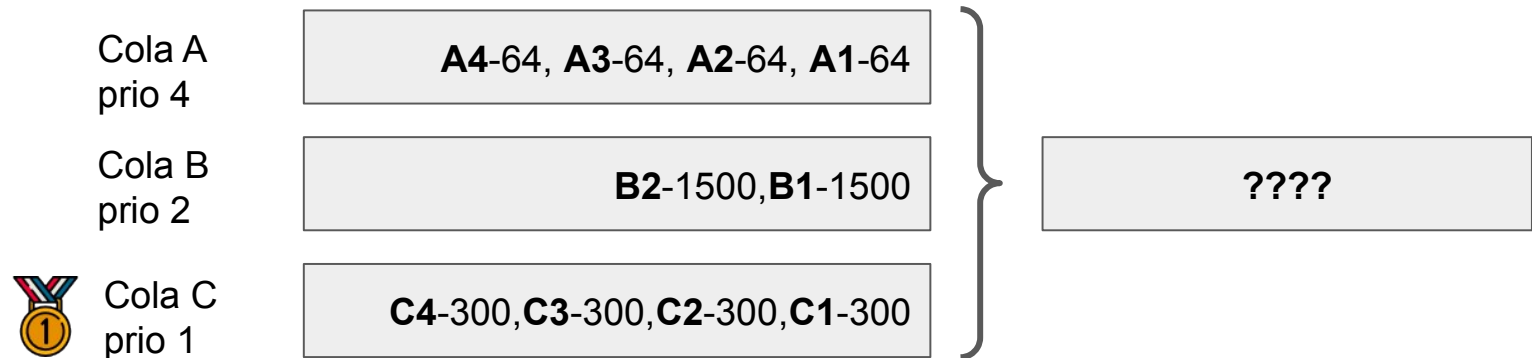 Cola A
prio 4
A4-64, A3-64, A2-64, A1-64
Cola B
prio 2
B2-1500,B1-1500
????
1
Cola C
prio 1
C4-300,C3-300,C2-300,C1-300